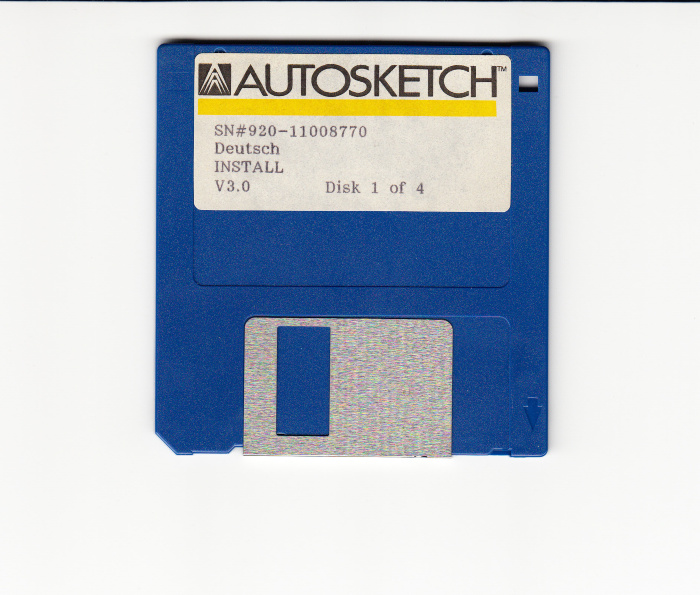 AUTOSKETCH™
SN#920-11008770
Deutsch
INSTALL
V3.0 Disk 1 of 4